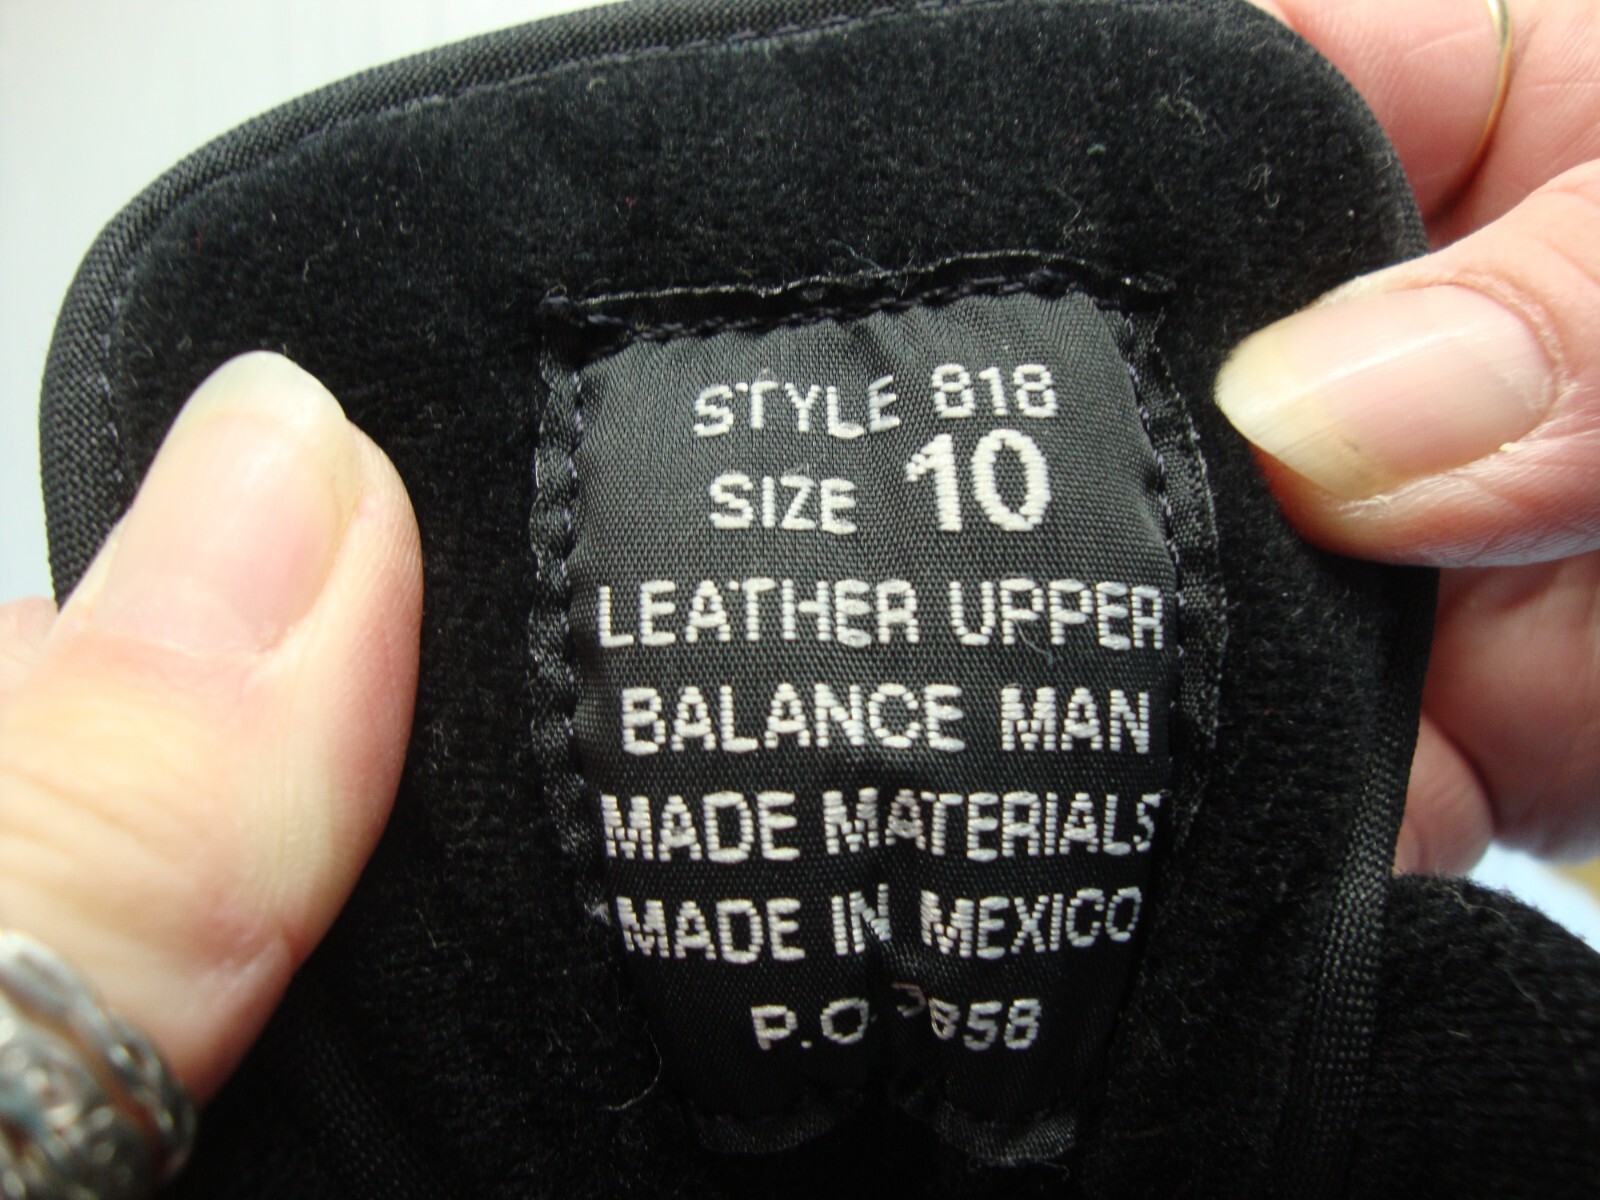 STYLE 818
SIZE 10
LEATHER UPPER
BALANCE MAN
MADE MATERIALS
MADE IN MEXICO
P.O.